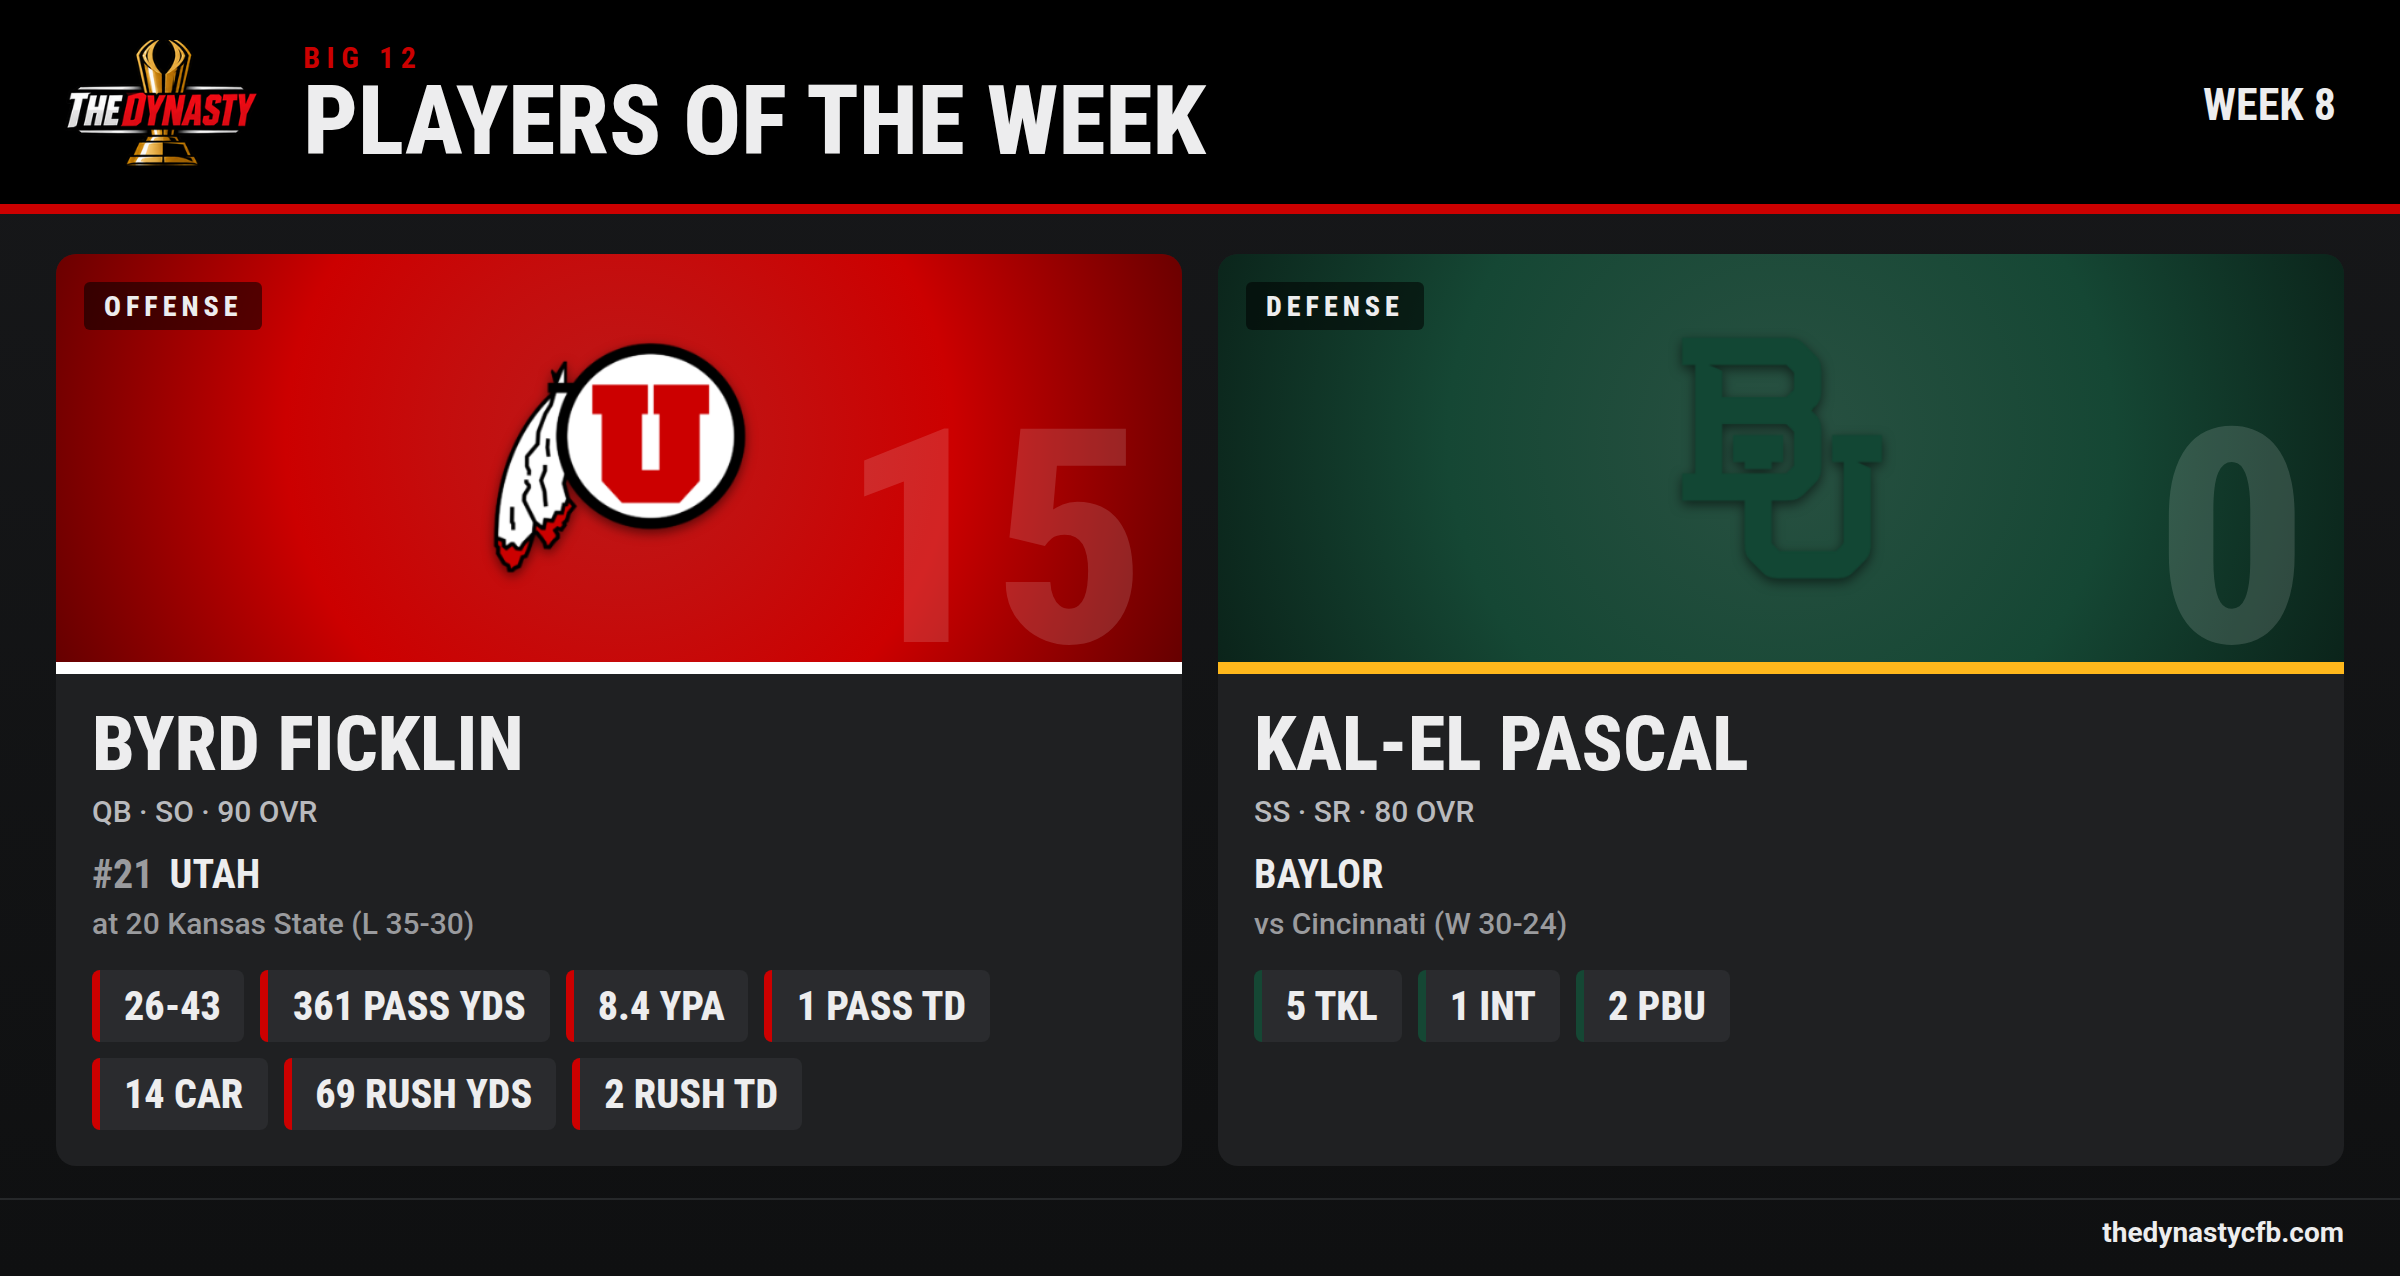 THE DYNASTY
BIG 12
PLAYERS OF THE WEEK
WEEK 8
OFFENSE
U
15
BYRD FICKLIN
QB · SO · 90 OVR
#21 UTAH
at 20 Kansas State (L 35-30)
26-43
361 PASS YDS
8.4 YPA
1 PASS TD
14 CAR
69 RUSH YDS
2 RUSH TD
DEFENSE
BU
0
KAL-EL PASCAL
SS · SR · 80 OVR
BAYLOR
vs Cincinnati (W 30-24)
5 TKL
1 INT
2 PBU
thedynastycfb.com